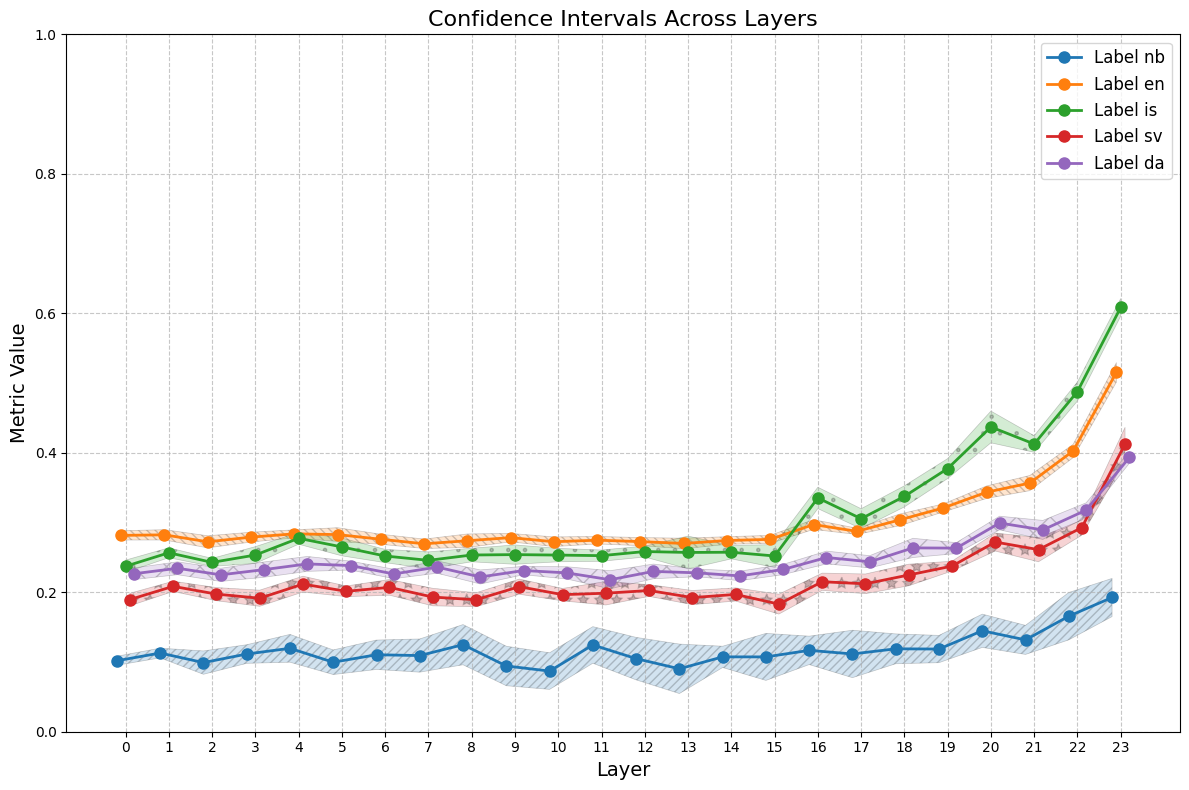 Confidence Intervals Across Layers
Metric Value
1.0
0.8
0.6
0.4
0.2
0.0
Label nb
Label en
Label is
Label sv
Label da
0 1 2 3 4 5 6 7 8 9 10 11 12 13 14 15 16 17 18 19 20 21 22 23
Layer